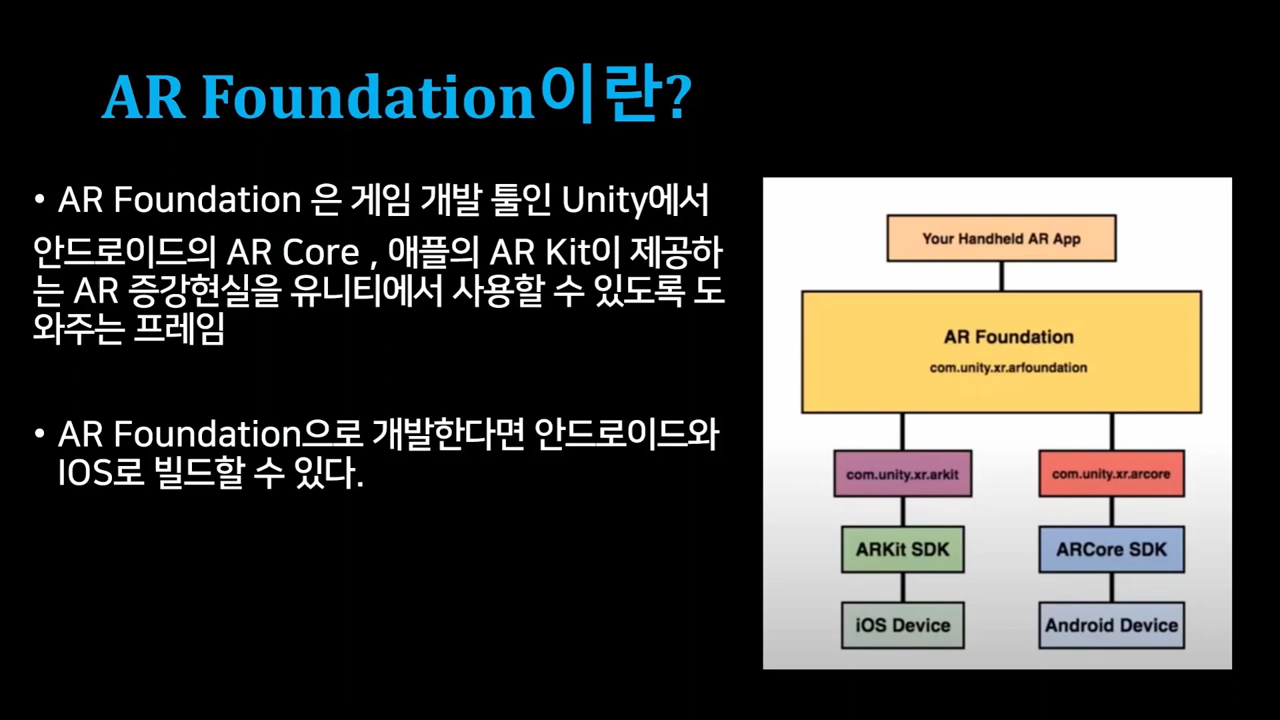 AR Foundation이란?
• AR Foundation 은 게임 개발 툴인 Unity에서
안드로이드의 AR Core , 애플의 AR Kit이 제공하
는 AR 증강현실을 유니티에서 사용할 수 있도록 도
와주는 프레임
• AR Foundation으로 개발한다면 안드로이드와
IOS로 빌드할 수 있다.
Your Handheld AR App
AR Foundation
com.unity.xr.arfoundation
com.unity.xr.arkit
com.unity.xr.arcore
ARKit SDK
ARCore SDK
iOS Device
Android Device